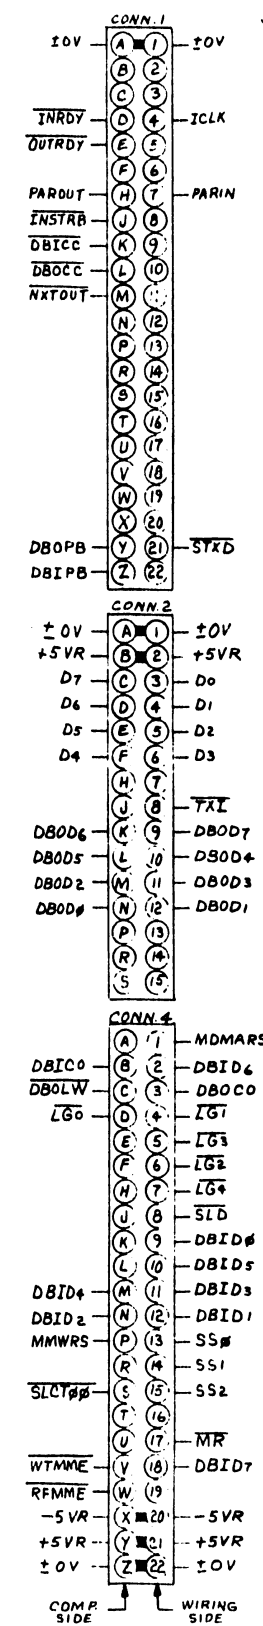 CONN.1
±0V A 1 ±0V
B 2
C 3
INRDY D 4 ICLK
OUTRDY E 5
F 6
PAROUT H 7 PARIN
INSTRB J 8
DBICC K 9
DBOCC L 10
NXTOUT M 11
N 12
P 13
R 14
S 15
T 16
U 17
V 18
W 19
X 20
DBOPB Y 21 STXD
DBIPB Z 22
CONN.2
±0V A 1 ±0V
+5VR B 2 +5VR
D7 C 3 D0
D6 D 4 D1
D5 E 5 D2
D4 F 6 D3
H 7
J 8 TXI
DBOD6 K 9 DBOD7
DBOD5 L 10 DBOD4
DBOD2 M 11 DBOD3
DBODø N 12 DBOD1
P 13
R 14
S 15
CONN.4
A 1 MDMARS
DBICO B 2 DBID6
DBOLW C 3 DBOCO
LG0 D 4 LG1
E 5 LG3
F 6 LG2
H 7 LG4
J 8 SLD
K 9 DBIDø
L 10 DBID5
DBID4 M 11 DBID3
DBID2 N 12 DBID1
MMWRS P 13 SSø
R 14 SS1
SLCTøø S 15 SS2
T 16
U 17 MR
WTMME V 18 DBID7
RFMME W 19
-5VR X 20 -5VR
+5VR Y 21 +5VR
±0V Z 22 ±0V
COMP. SIDE
WIRING SIDE